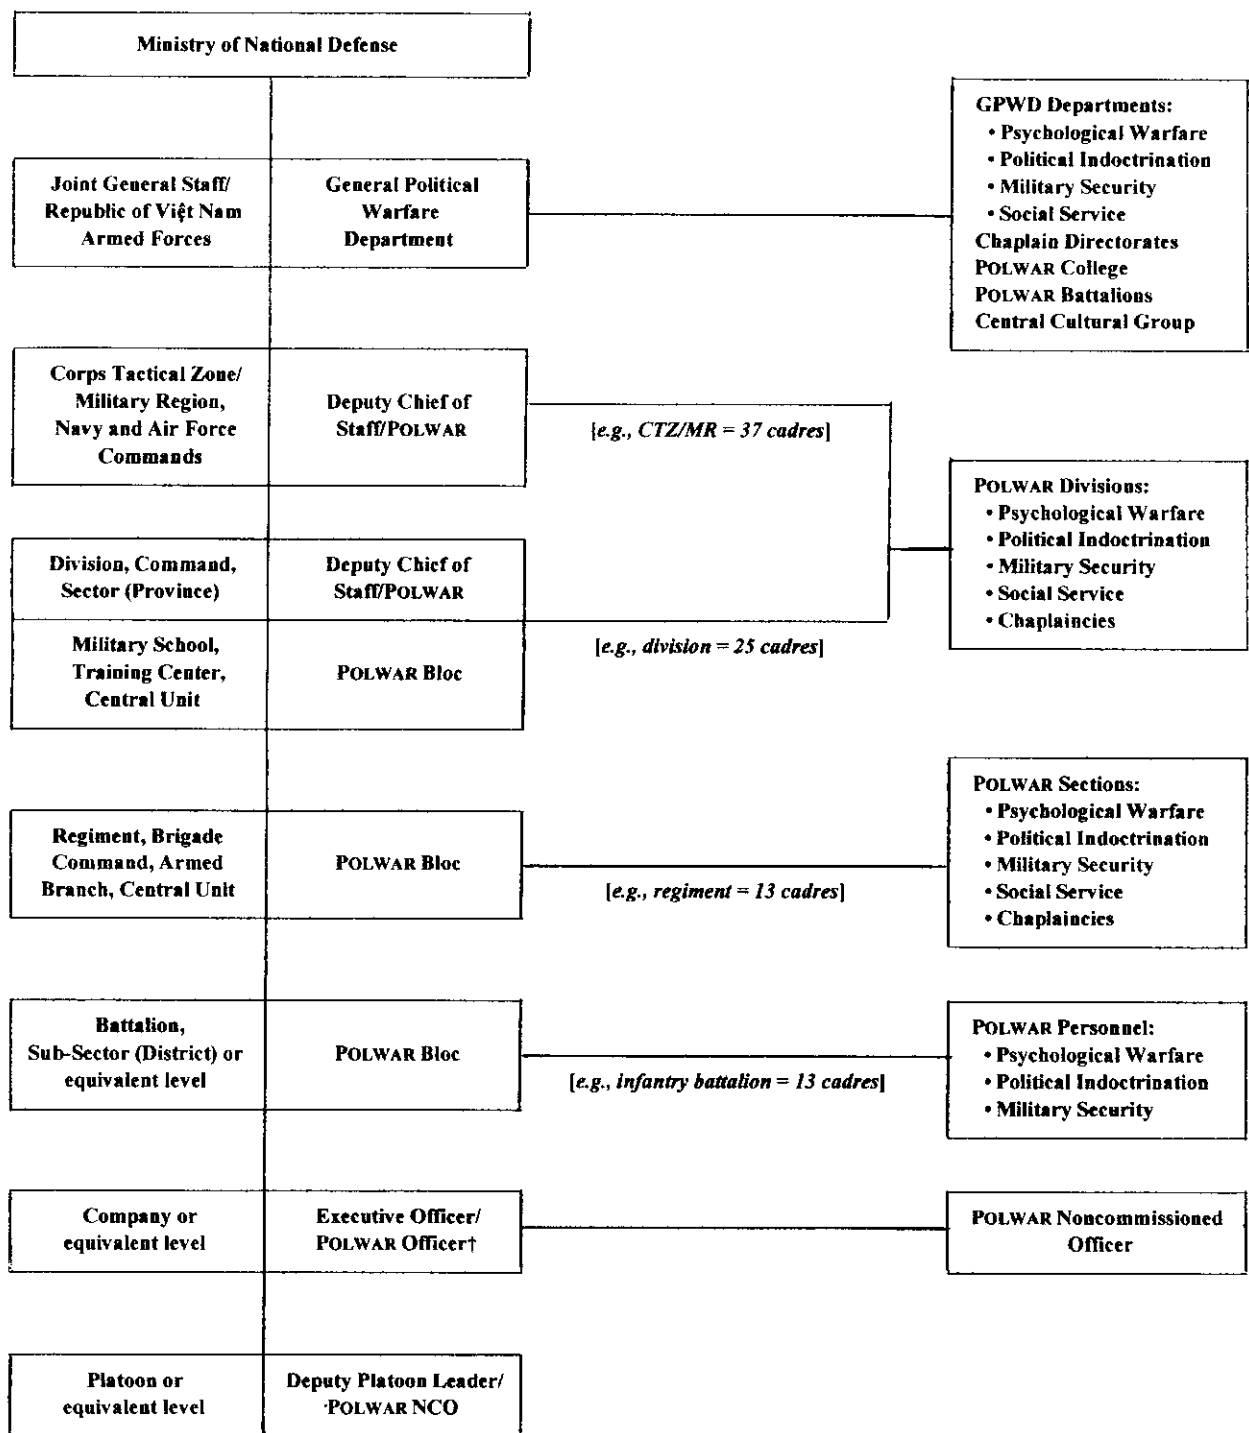 Ministry of National Defense
Joint General Staff/
Republic of Việt Nam
Armed Forces
General Political
Warfare
Department
GPWD Departments:
• Psychological Warfare
• Political Indoctrination
• Military Security
• Social Service
Chaplain Directorates
POLWAR College
POLWAR Battalions
Central Cultural Group
Corps Tactical Zone/
Military Region,
Navy and Air Force
Commands
Deputy Chief of
Staff/POLWAR
[e.g., CTZ/MR = 37 cadres]
Division, Command,
Sector (Province)
Deputy Chief of
Staff/POLWAR
Military School,
Training Center,
Central Unit
POLWAR Bloc
[e.g., division = 25 cadres]
POLWAR Divisions:
• Psychological Warfare
• Political Indoctrination
• Military Security
• Social Service
• Chaplaincies
Regiment, Brigade
Command, Armed
Branch, Central Unit
POLWAR Bloc
[e.g., regiment = 13 cadres]
POLWAR Sections:
• Psychological Warfare
• Political Indoctrination
• Military Security
• Social Service
• Chaplaincies
Battalion,
Sub-Sector (District) or
equivalent level
POLWAR Bloc
[e.g., infantry battalion = 13 cadres]
POLWAR Personnel:
• Psychological Warfare
• Political Indoctrination
• Military Security
Company or
equivalent level
Executive Officer/
POLWAR Officer†
POLWAR Noncommissioned
Officer
Platoon or
equivalent level
Deputy Platoon Leader/
POLWAR NCO